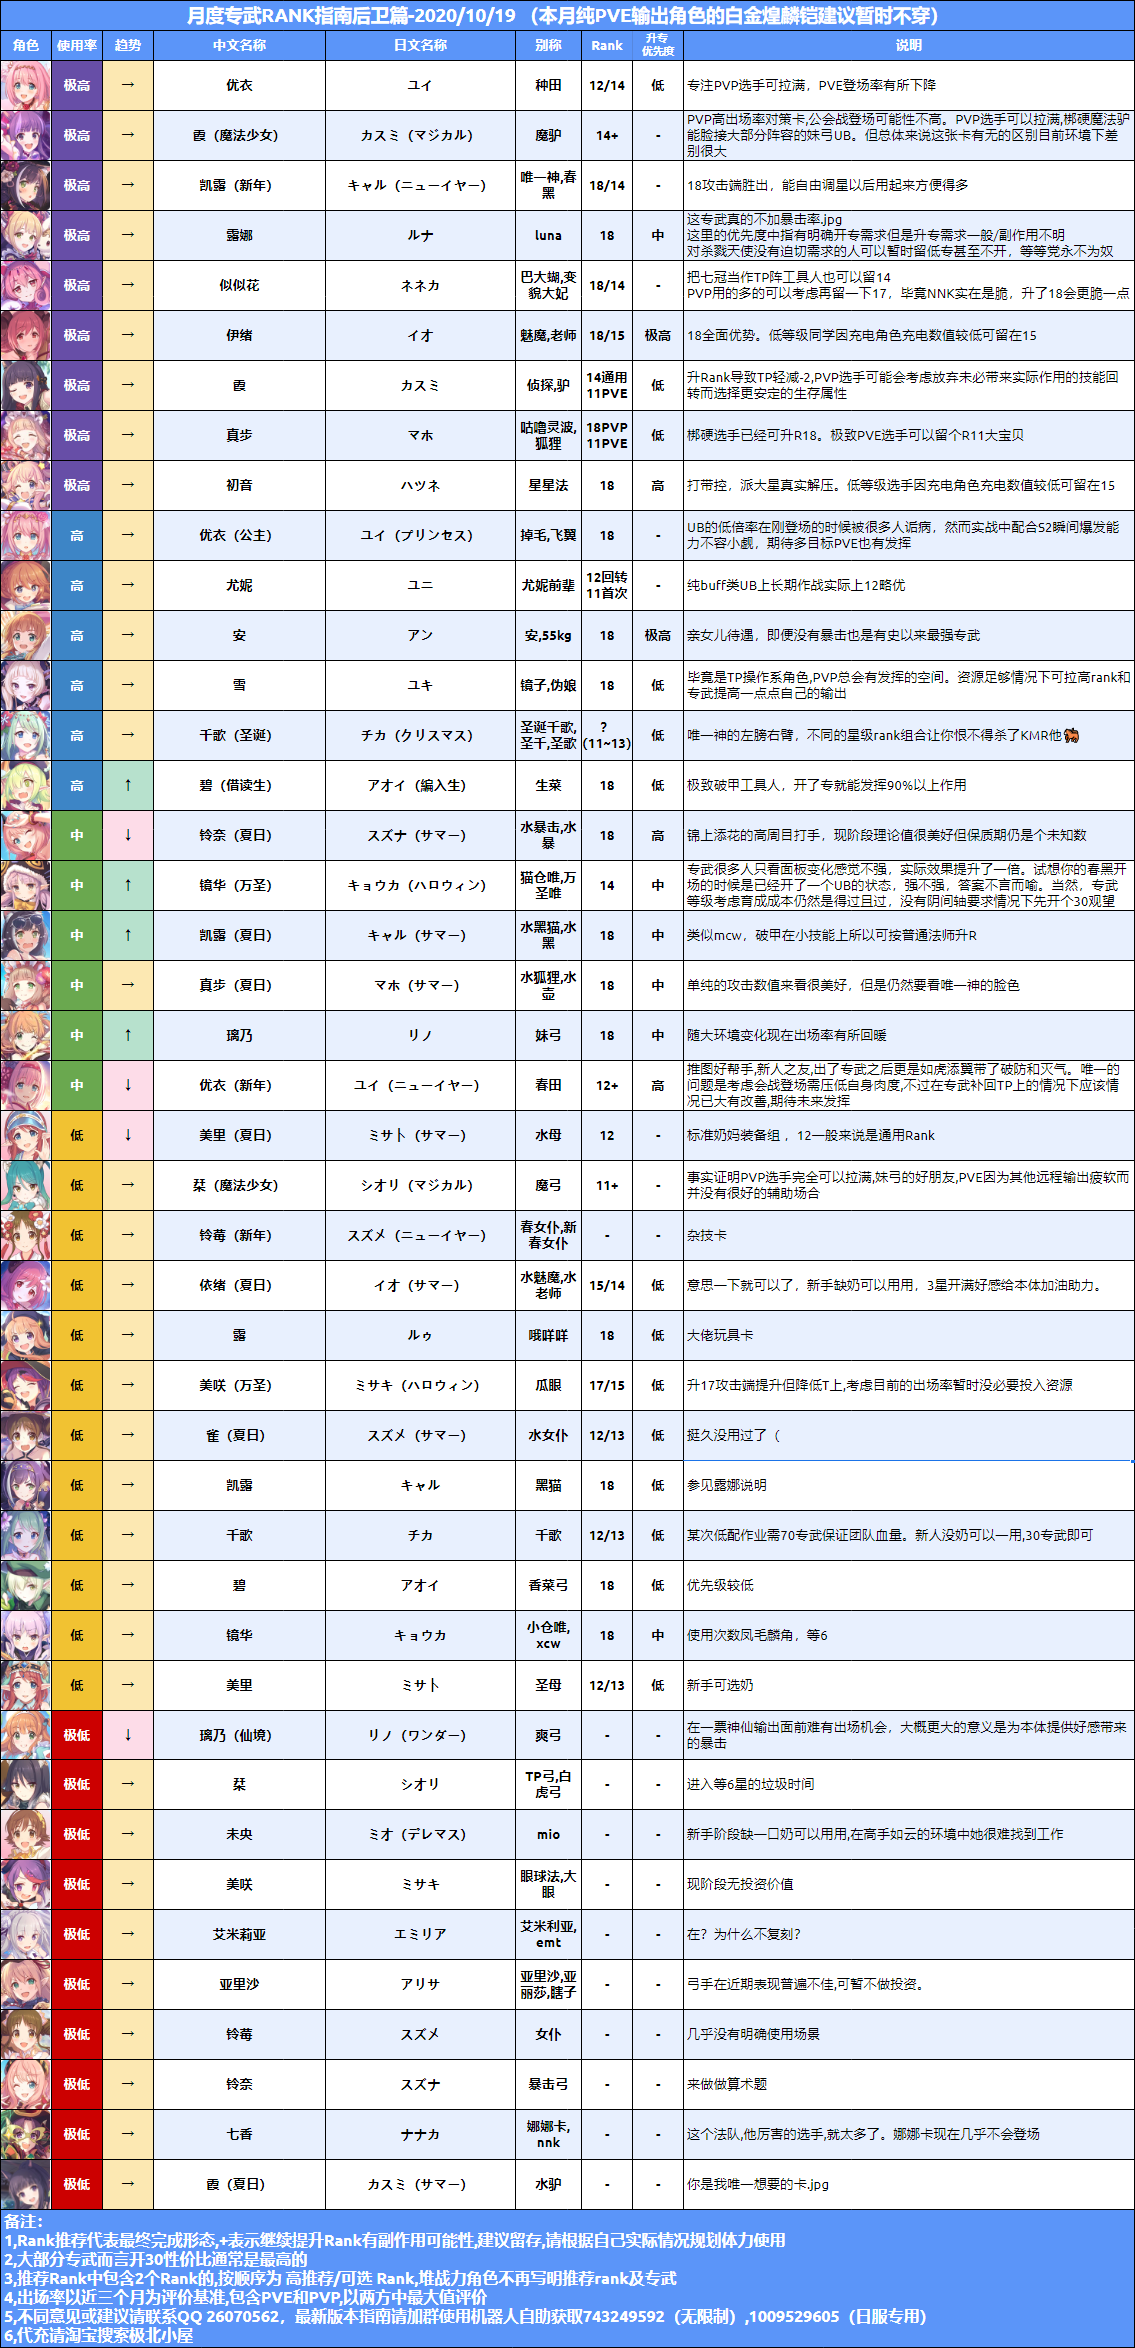 月度专武RANK指南后卫篇-2020/10/19 （本月纯PVE输出角色的白金煌麟铠建议暂时不穿）
角色 使用率 趋势 中文名称 日文名称 别称 Rank 升专优先度 说明
极高 → 优衣 ユイ 种田 12/14 低 专注PVP选手可拉满，PVE登场率有所下降
极高 → 霞（魔法少女） カスミ（マジカル） 魔驴 14+ - PVP高出场率对策卡,公会战登场可能性不高。PVP选手可以拉满,梆硬魔法驴
能脸接大部分阵容的妹弓UB。但总体来说这张卡有无的区别目前环境下差
别很大
极高 → 凯露（新年） キャル（ニューイヤー） 唯一神,春黑 18/14 - 18攻击端胜出，能自由调星以后用起来方便得多
极高 → 露娜 ルナ luna 18 中 这专武真的不加暴击率.jpg
这里的优先度中指有明确开专需求但是升专需求一般/副作用不明
对杀戮天使没有迫切需求的人可以暂时留低专甚至不开，等等党永不为奴
极高 → 似似花 ネネカ 巴大蝴,变貌大妃 18/14 - 把七冠当作TP阵工具人也可以留14
PVP用的多的可以考虑再留一下17，毕竟NNK实在是脆，升了18会更脆一点
极高 → 伊绪 イオ 魅魔,老师 18/15 极高 18全面优势。低等级同学因充电角色充电数值较低可留在15
极高 → 霞 カスミ 侦探,驴 14通用 11PVE 低 升Rank导致TP轻减-2,PVP选手可能会考虑放弃未必带来实际作用的技能回
转而选择更安定的生存属性
极高 → 真步 マホ 咕噜灵波,狐狸 18PVP 11PVE 低 梆硬选手已经可升R18。极致PVE选手可以留个R11大宝贝
极高 → 初音 ハツネ 星星法 18 高 打带控，派大星真实解压。低等级选手因充电角色充电数值较低可留在15
高 → 优衣（公主） ユイ（プリンセス） 掉毛,飞翼 18 - UB的低倍率在刚登场的时候被很多人诟病，然而实战中配合S2瞬间爆发能
力不容小觑，期待多目标PVE也有发挥
高 → 尤妮 ユニ 尤妮前辈 12回转 11首次 - 纯buff类UB上长期作战实际上12略优
高 → 安 アン 安,55kg 18 极高 亲女儿待遇，即便没有暴击也是有史以来最强专武
高 → 雪 ユキ 镜子,伪娘 18 低 毕竟是TP操作系角色,PVP总会有发挥的空间。资源足够情况下可拉高rank和
专武提高一点点自己的输出
高 → 千歌（圣诞） チカ（クリスマス） 圣诞千歌,圣千,圣歌 ？(11~13) 低 唯一神的左膀右臂，不同的星级rank组合让你恨不得杀了KMR他🐴
高 ↑ 碧（借读生） アオイ（編入生） 生菜 18 低 极致破甲工具人，开了专就能发挥90%以上作用
中 ↓ 铃奈（夏日） スズナ（サマー） 水暴击,水暴 18 高 锦上添花的高周目打手，现阶段理论值很美好但保质期仍是个未知数
中 ↑ 镜华（万圣） キョウカ（ハロウィン） 猫仓唯,万圣唯 14 中 专武很多人只看面板变化感觉不强，实际效果提升了一倍。试想你的春黑开
场的时候是已经开了一个UB的状态，强不强，答案不言而喻。当然，专武
等级考虑育成成本仍然是得过且过，没有阴间轴要求情况下先开个30观望
中 ↑ 凯露（夏日） キャル（サマー） 水黑猫,水黑 18 中 类似mcw，破甲在小技能上所以可按普通法师升R
中 → 真步（夏日） マホ（サマー） 水狐狸,水壶 18 中 单纯的攻击数值来看很美好，但是仍然要看唯一神的脸色
中 ↑ 璃乃 リノ 妹弓 18 中 随大环境变化现在出场率有所回暖
中 ↓ 优衣（新年） ユイ（ニューイヤー） 春田 12+ 高 推图好帮手,新人之友,出了专武之后更是如虎添翼带了破防和灭气。唯一的
问题是考虑会战登场需压低自身肉度,不过在专武补回TP上的情况下应该情
况已大有改善,期待未来发挥
低 ↓ 美里（夏日） ミサト（サマー） 水母 12 - 标准奶妈装备组 ，12一般来说是通用Rank
低 → 栞（魔法少女） シオリ（マジカル） 魔弓 11+ - 事实证明PVP选手完全可以拉满,妹弓的好朋友,PVE因为其他远程输出疲软而
并没有很好的辅助场合
低 → 铃莓（新年） スズメ（ニューイヤー） 春女仆,新春女仆 - - 杂技卡
低 → 依绪（夏日） イオ（サマー） 水魅魔,水老师 15/14 低 意思一下就可以了，新手缺奶可以用用，3星开满好感给本体加油助力。
低 → 露 ルゥ 哦咩咩 18 低 大佬玩具卡
低 → 美咲（万圣） ミサキ（ハロウィン） 瓜眼 17/15 低 升17攻击端提升但降低T上,考虑目前的出场率暂时没必要投入资源
低 → 雀（夏日） スズメ（サマー） 水女仆 12/13 低 挺久没用过了（
低 → 凯露 キャル 黑猫 18 低 参见露娜说明
低 → 千歌 チカ 千歌 12/13 低 某次低配作业需70专武保证团队血量。新人没奶可以一用,30专武即可
低 → 碧 アオイ 香菜弓 18 低 优先级较低
低 → 镜华 キョウカ 小仓唯,xcw 18 中 使用次数凤毛麟角，等6
低 → 美里 ミサト 圣母 12/13 低 新手可选奶
极低 ↓ 璃乃（仙境） リノ（ワンダー） 爽弓 - - 在一票神仙输出面前难有出场机会，大概更大的意义是为本体提供好感带来
的暴击
极低 → 栞 シオリ TP弓,白虎弓 - - 进入等6星的垃圾时间
极低 → 未央 ミオ（デレマス） mio - - 新手阶段缺一口奶可以用用,在高手如云的环境中她很难找到工作
极低 → 美咲 ミサキ 眼球法,大眼 - - 现阶段无投资价值
极低 → 艾米莉亚 エミリア 艾米利亚,emt - - 在？为什么不复刻？
极低 → 亚里沙 アリサ 亚里沙,亚丽莎,瞎子 - - 弓手在近期表现普遍不佳,可暂不做投资。
极低 → 铃莓 スズメ 女仆 - - 几乎没有明确使用场景
极低 → 铃奈 スズナ 暴击弓 - - 来做做算术题
极低 → 七香 ナナカ 娜娜卡,nnk - - 这个法队,他厉害的选手,就太多了。娜娜卡现在几乎不会登场
极低 → 霞（夏日） カスミ（サマー） 水驴 - - 你是我唯一想要的卡.jpg
备注：
1,Rank推荐代表最终完成形态,+表示继续提升Rank有副作用可能性,建议留存,请根据自己实际情况规划体力使用
2,大部分专武而言开30性价比通常是最高的
3,推荐Rank中包含2个Rank的,按顺序为 高推荐/可选 Rank,堆战力角色不再写明推荐rank及专武
4,出场率以近三个月为评价基准,包含PVE和PVP,以两方中最大值评价
5,不同意见或建议请联系QQ 26070562，最新版本指南请加群使用机器人自助获取743249592（无限制）,1009529605（日服专用）
6,代充请淘宝搜索极北小屋